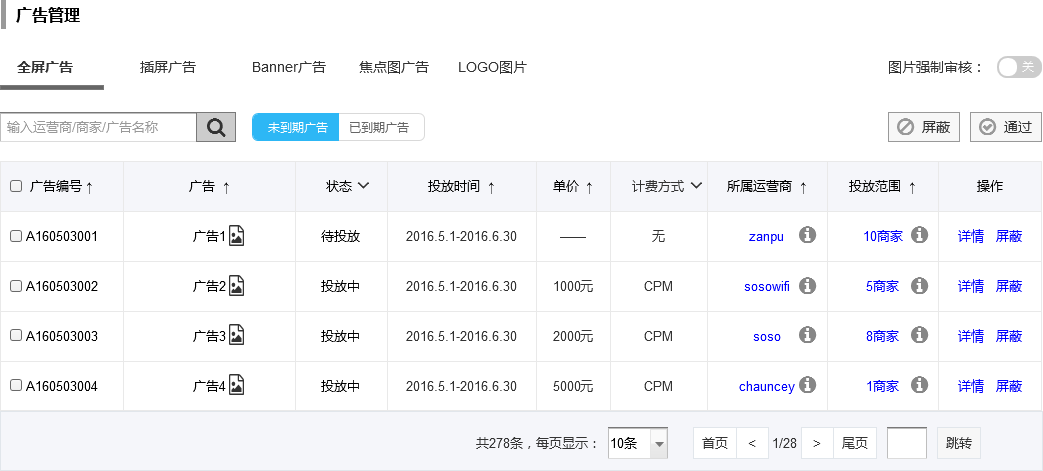 广告管理
全屏广告 插屏广告 Banner广告 焦点图广告 LOGO图片 图片强制审核： 关
输入运营商/商家/广告名称 未到期广告 已到期广告 屏蔽 通过
广告编号↑ 广告 ↑ 状态 投放时间 ↑ 单价 ↑ 计费方式 所属运营商 ↑ 投放范围 ↑ 操作
A160503001 广告1 待投放 2016.5.1-2016.6.30 —— 无 zanpu 10商家 详情 屏蔽
A160503002 广告2 投放中 2016.5.1-2016.6.30 1000元 CPM sosowifi 5商家 详情 屏蔽
A160503003 广告3 投放中 2016.5.1-2016.6.30 2000元 CPM soso 8商家 详情 屏蔽
A160503004 广告4 投放中 2016.5.1-2016.6.30 5000元 CPM chauncey 1商家 详情 屏蔽
共278条，每页显示： 10条 首页 < 1/28 > 尾页 跳转